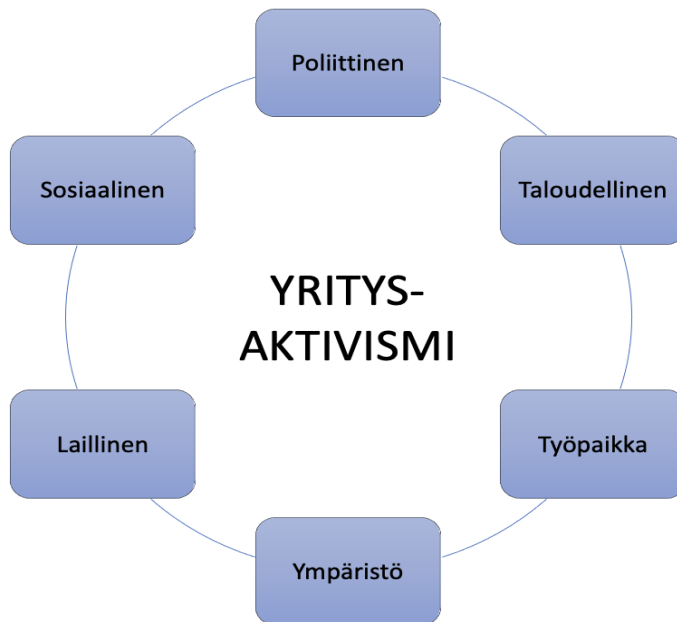 Poliittinen
Sosiaalinen
Taloudellinen
YRITYS-
AKTIVISMI
Laillinen
Työpaikka
Ympäristö